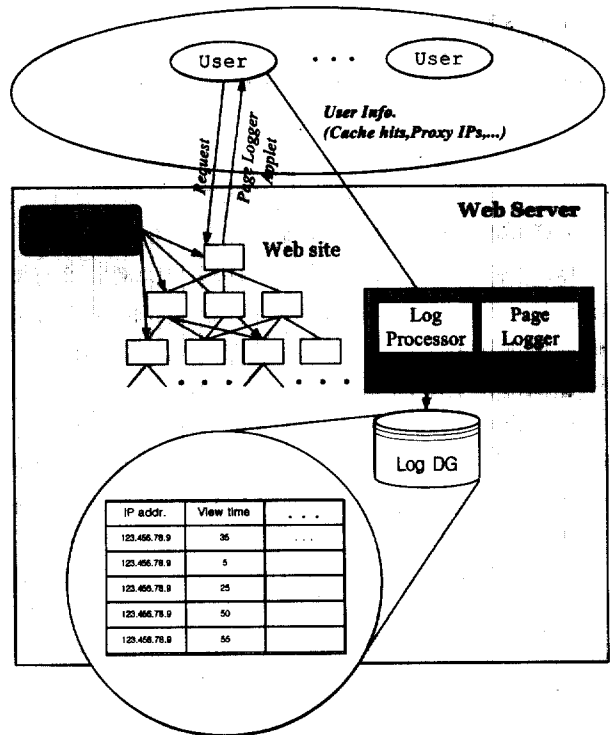 User . . . User
User Info.
(Cache hits,Proxy IPs,...)
Request
Page Logger
Applet
Web Server
Web site
Log
Processor
Page
Logger
. . . . . . . . . . .
Log DG
IP addr. View time . . .
123.456.78.9 35 . . .
123.456.78.9 5
123.456.78.9 25
123.456.78.9 50
123.456.78.9 55